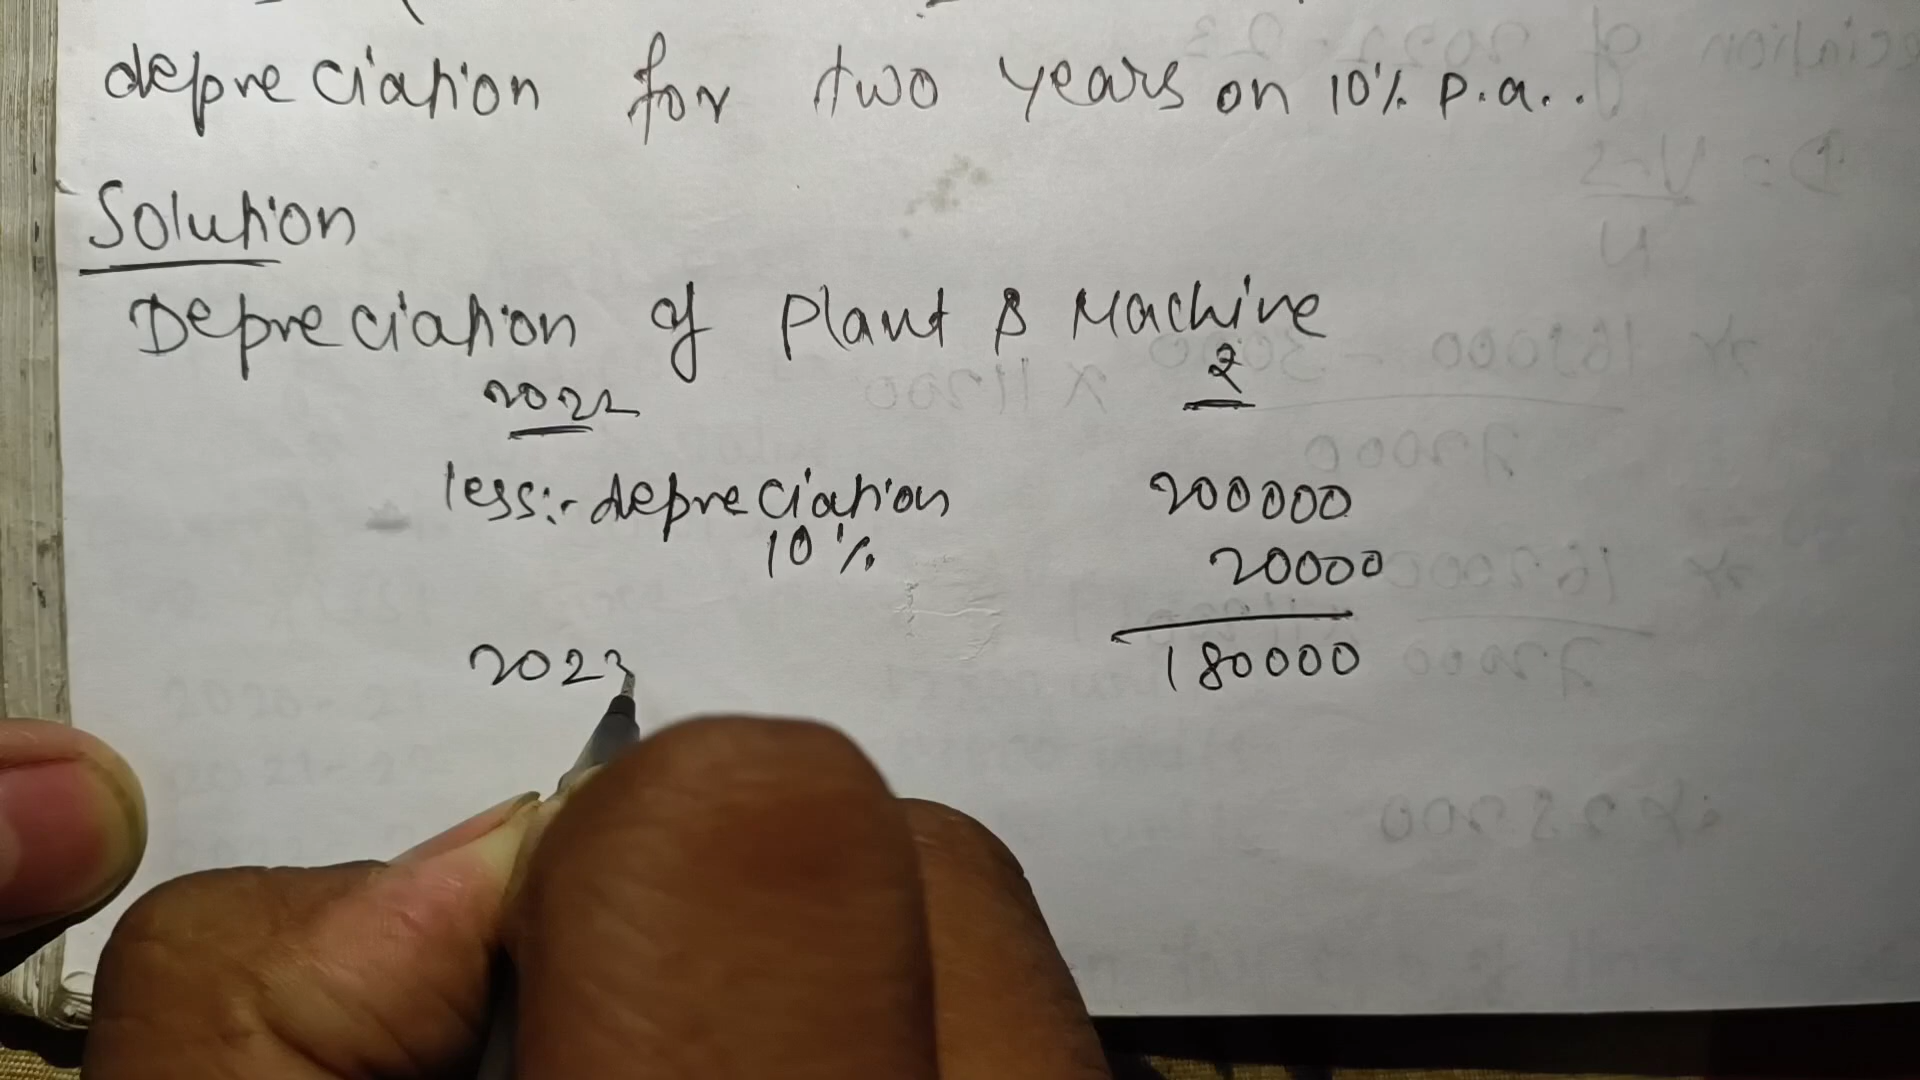 depreciation for two years on 10% p.a..
Solution
Depreciation of Plant & Machine
2022 ₹
less:- depreciation 200000
10% 20000
2023 180000